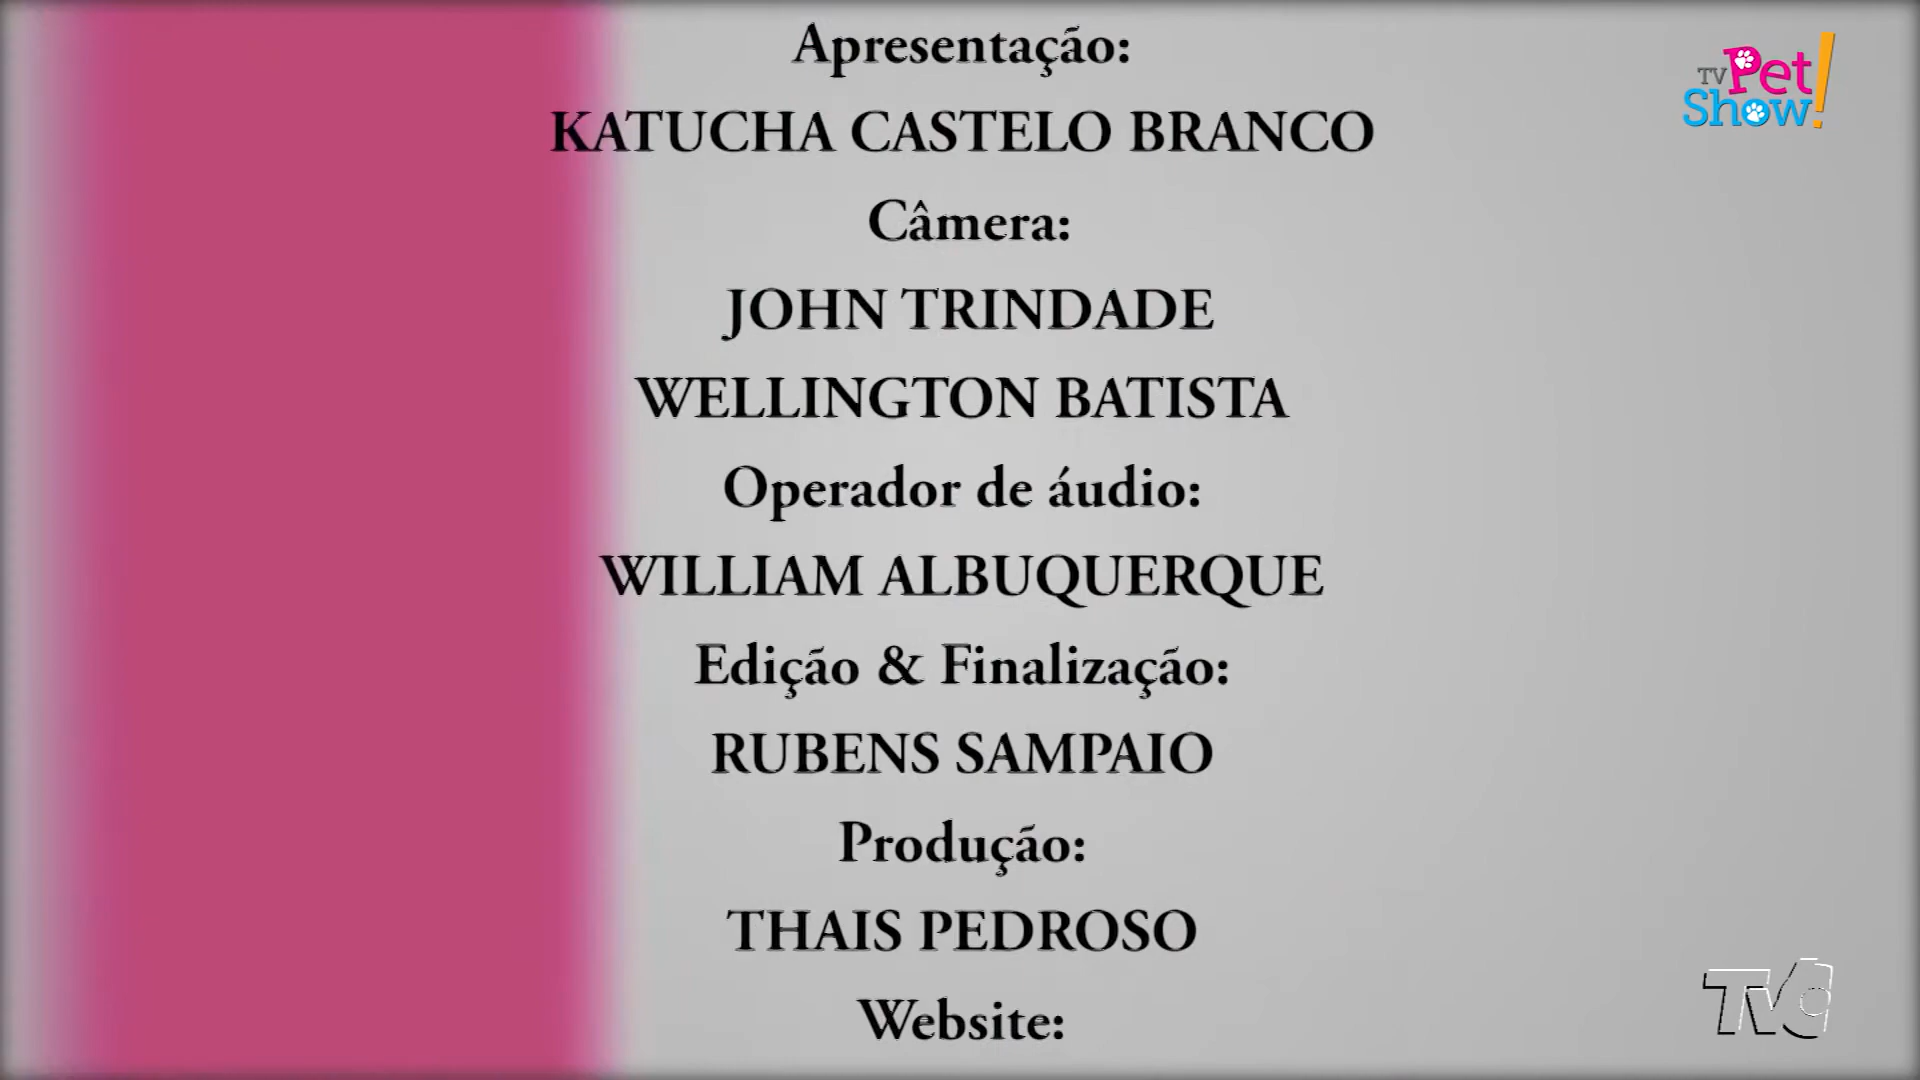 Apresentação:
KATUCHA CASTELO BRANCO
Câmera:
JOHN TRINDADE
WELLINGTON BATISTA
Operador de áudio:
WILLIAM ALBUQUERQUE
Edição & Finalização:
RUBENS SAMPAIO
Produção:
THAIS PEDROSO
Website:
TV Pet
Show!
TVC